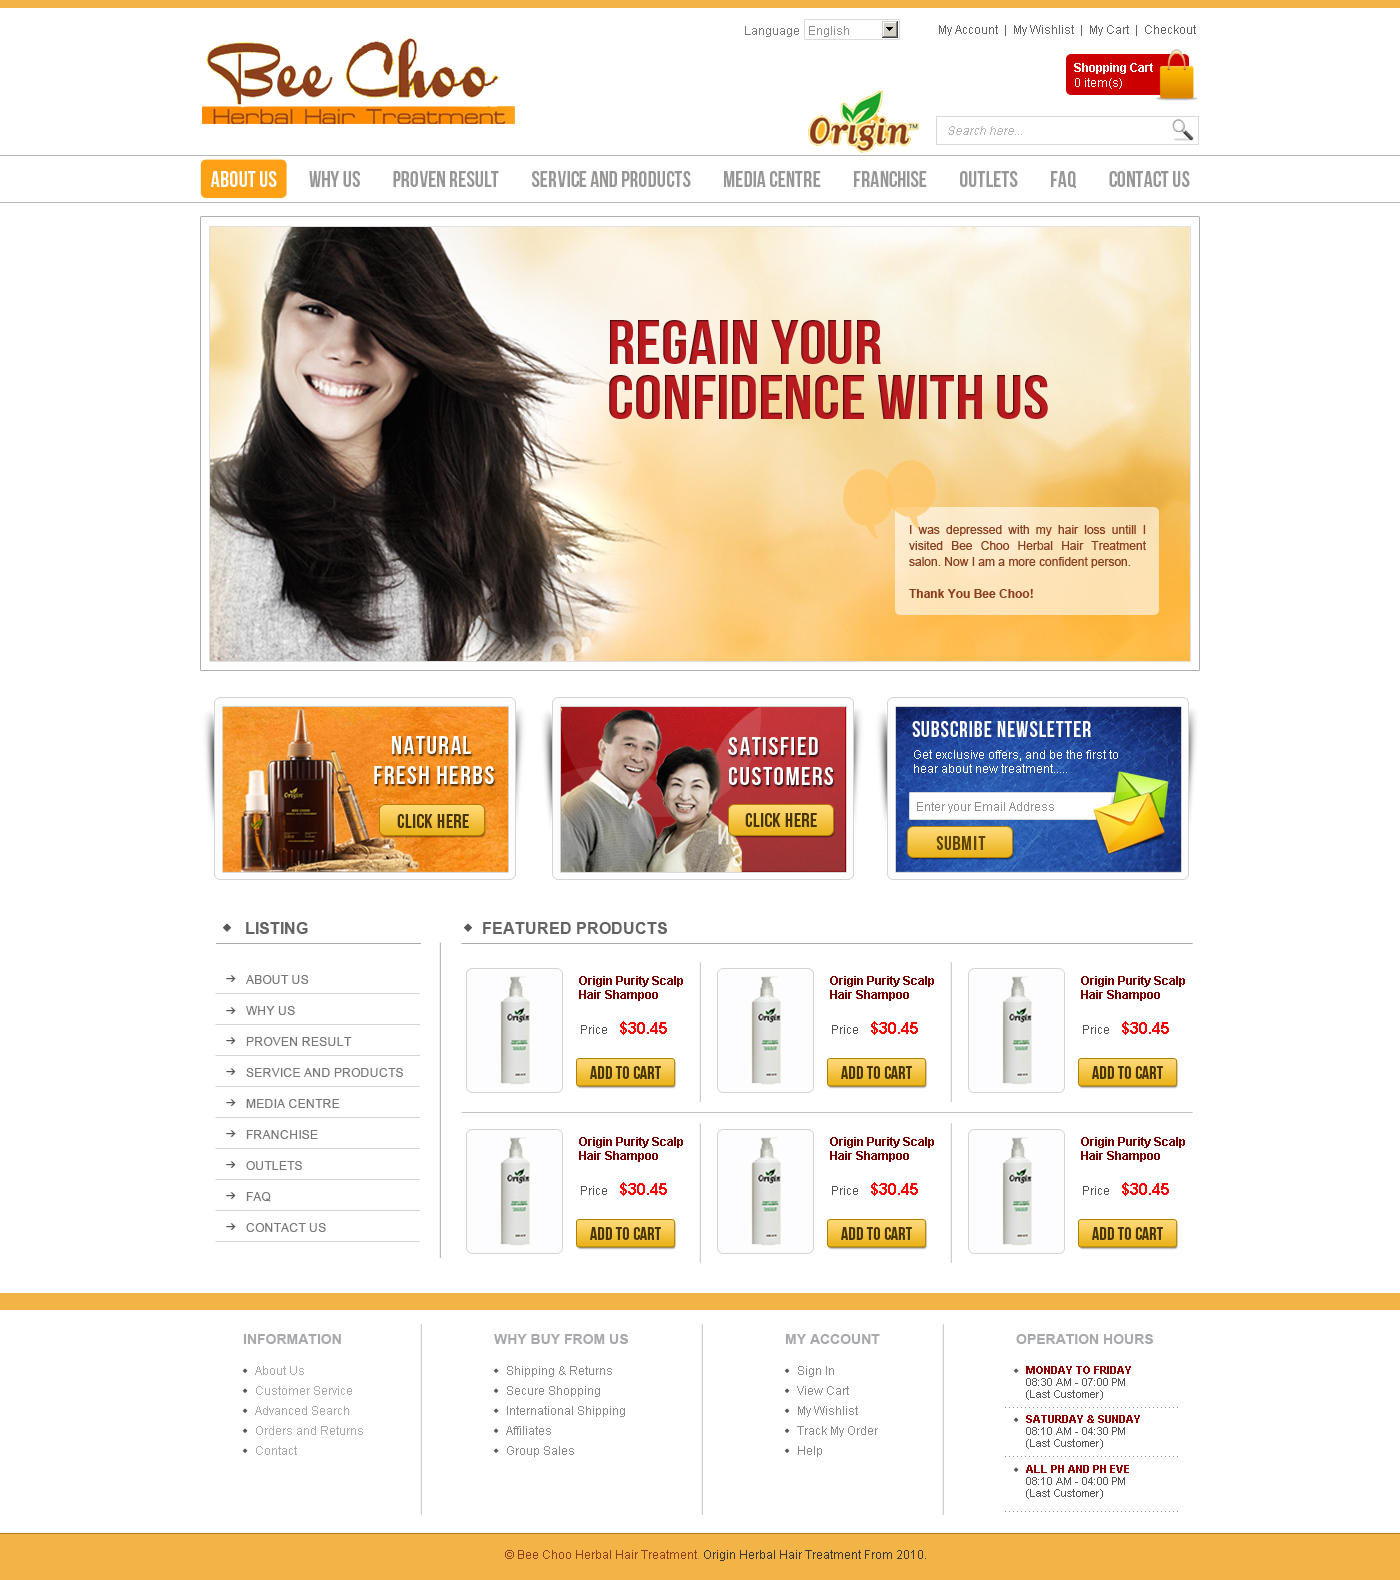 Language English
My Account | My Wishlist | My Cart | Checkout
Bee Choo
Herbal Hair Treatment
Shopping Cart
0 item(s)
Origin™
Search here...
ABOUT US WHY US PROVEN RESULT SERVICE AND PRODUCTS MEDIA CENTRE FRANCHISE OUTLETS FAQ CONTACT US
REGAIN YOUR
CONFIDENCE WITH US
I was depressed with my hair loss untill I
visited Bee Choo Herbal Hair Treatment
salon. Now I am a more confident person.
Thank You Bee Choo!
NATURAL
FRESH HERBS
CLICK HERE
Origin
SATISFIED
CUSTOMERS
CLICK HERE
SUBSCRIBE NEWSLETTER
Get exclusive offers, and be the first to
hear about new treatment.....
Enter your Email Address
SUBMIT
LISTING
ABOUT US
WHY US
PROVEN RESULT
SERVICE AND PRODUCTS
MEDIA CENTRE
FRANCHISE
OUTLETS
FAQ
CONTACT US
FEATURED PRODUCTS
Origin
Origin Purity Scalp
Hair Shampoo
Price $30.45
ADD TO CART
Origin
Origin Purity Scalp
Hair Shampoo
Price $30.45
ADD TO CART
Origin
Origin Purity Scalp
Hair Shampoo
Price $30.45
ADD TO CART
Origin
Origin Purity Scalp
Hair Shampoo
Price $30.45
ADD TO CART
Origin
Origin Purity Scalp
Hair Shampoo
Price $30.45
ADD TO CART
Origin
Origin Purity Scalp
Hair Shampoo
Price $30.45
ADD TO CART
INFORMATION
About Us
Customer Service
Advanced Search
Orders and Returns
Contact
WHY BUY FROM US
Shipping & Returns
Secure Shopping
International Shipping
Affiliates
Group Sales
MY ACCOUNT
Sign In
View Cart
My Wishlist
Track My Order
Help
OPERATION HOURS
MONDAY TO FRIDAY
08:30 AM - 07:00 PM
(Last Customer)
SATURDAY & SUNDAY
08:10 AM - 04:30 PM
(Last Customer)
ALL PH AND PH EVE
08:10 AM - 04:00 PM
(Last Customer)
© Bee Choo Herbal Hair Treatment. Origin Herbal Hair Treatment From 2010.